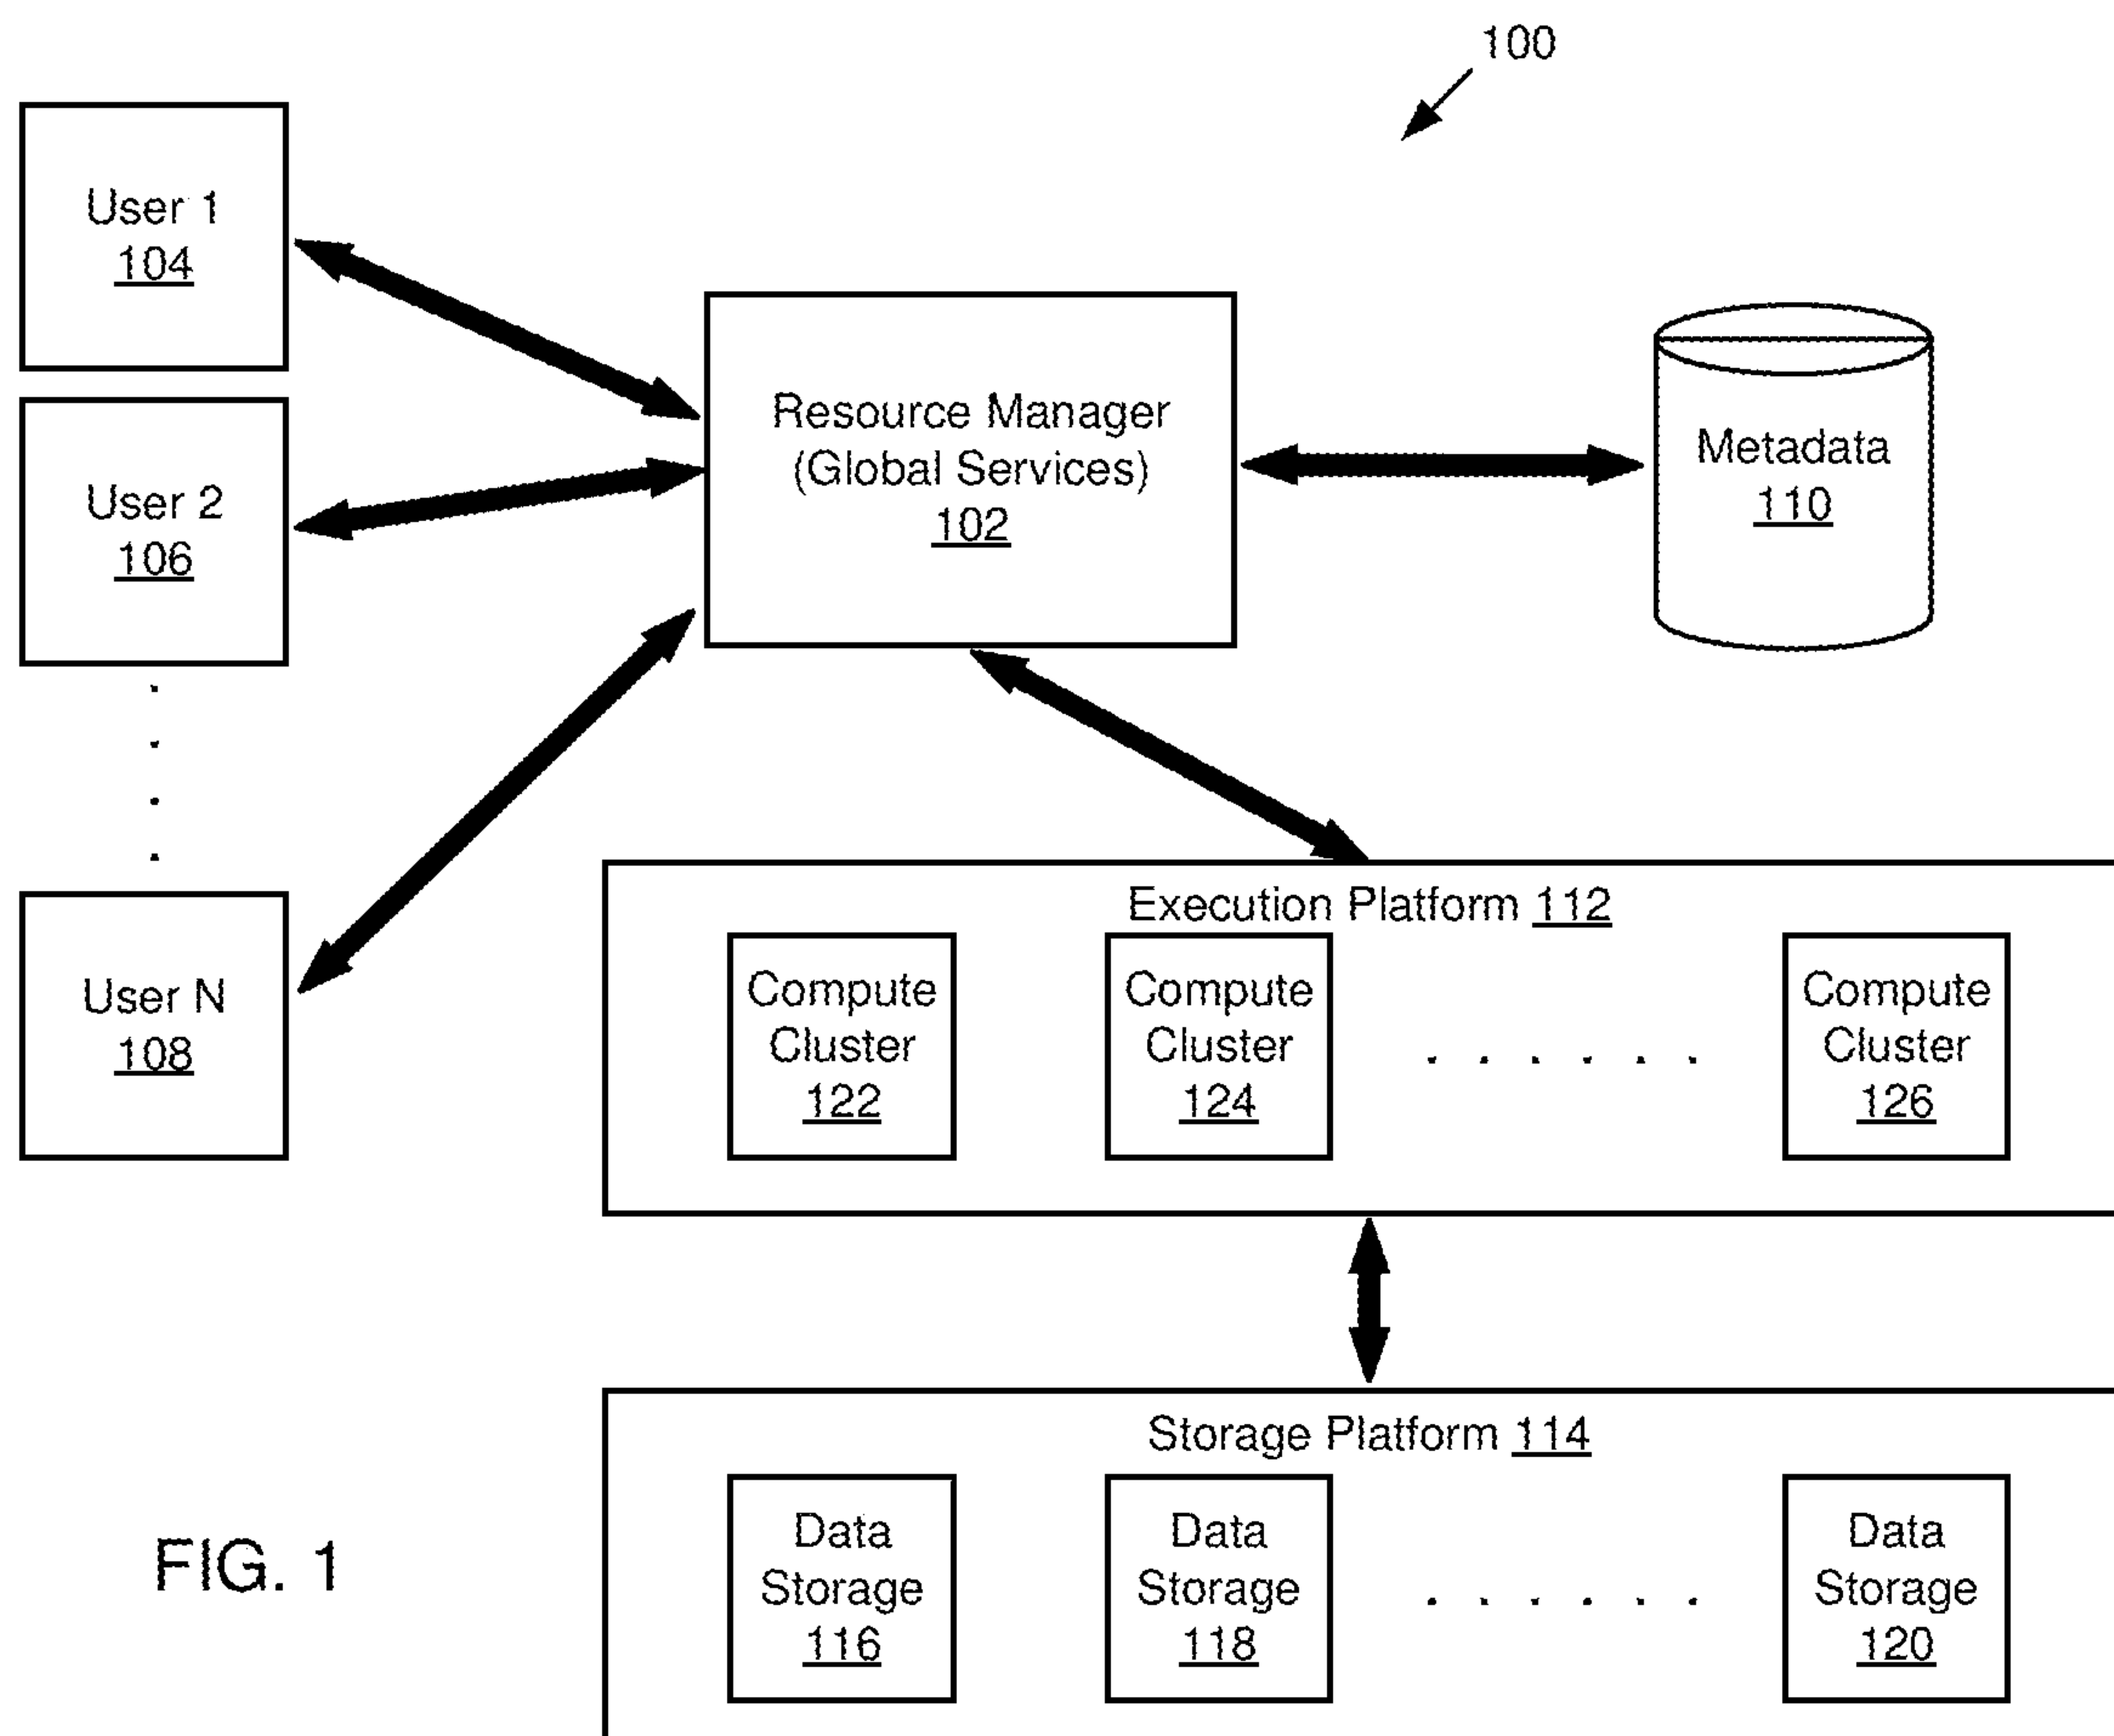 100
User 1
104
User 2
106
User N
108
Resource Manager
(Global Services)
102
Metadata
110
Execution Platform 112
Compute
Cluster
122
Compute
Cluster
124
Compute
Cluster
126
Storage Platform 114
Data
Storage
116
Data
Storage
118
Data
Storage
120
FIG. 1